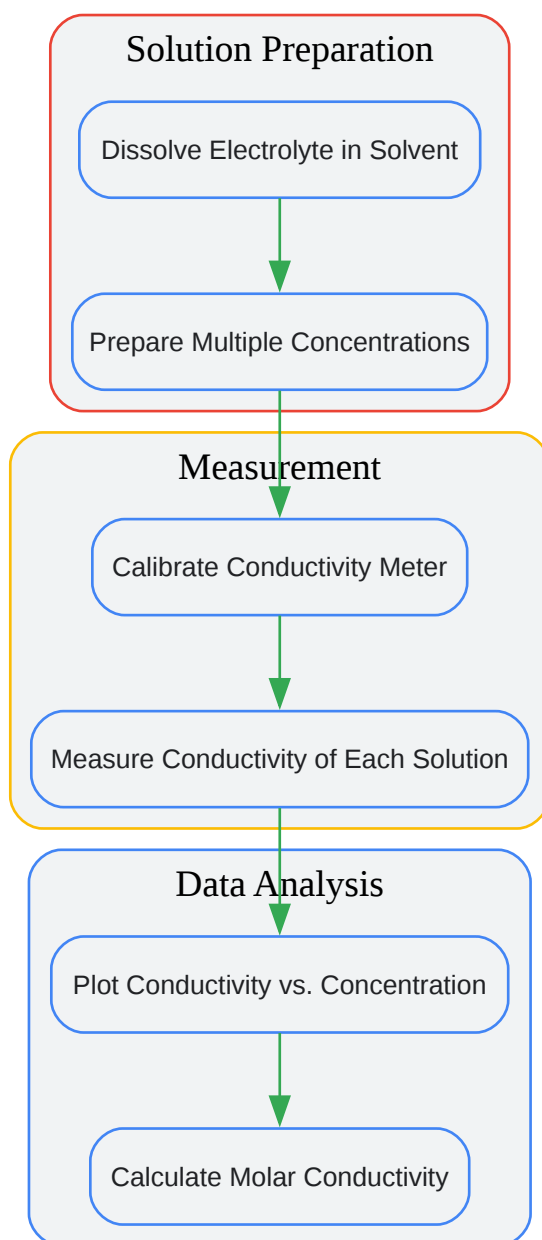 Solution Preparation
Dissolve Electrolyte in Solvent
Prepare Multiple Concentrations
Measurement
Calibrate Conductivity Meter
Measure Conductivity of Each Solution
Data Analysis
Plot Conductivity vs. Concentration
Calculate Molar Conductivity